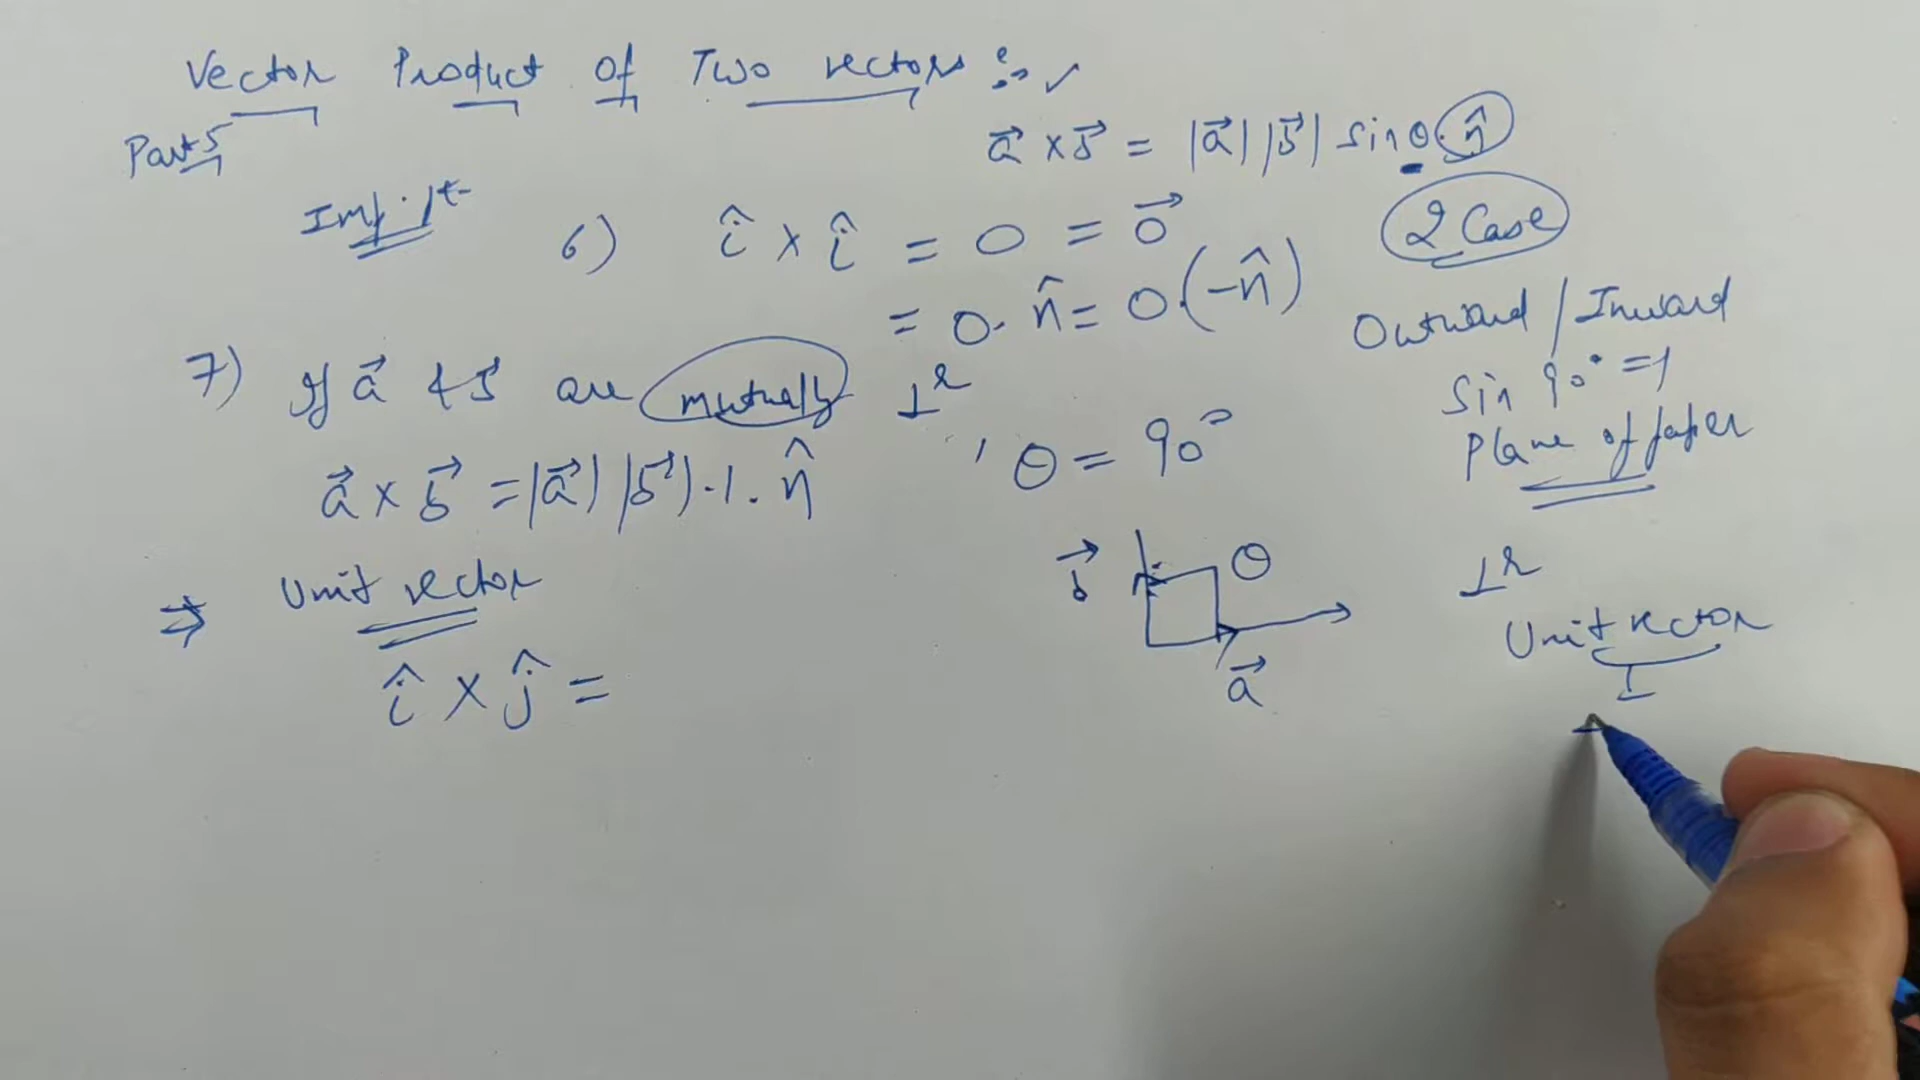 Vector Product of Two vectors :- ✓
Part 5
a⃗ × b⃗ = |a⃗| |b⃗| sin θ · n̂
Imp. pt
6) î × î = 0 = 0⃗
2 Case
= 0 · n̂ = 0 · (-n̂)
Outward / Inward
7) If a⃗ & b⃗ are mutually ⊥r
Sin 90° = 1
, θ = 90°
Plane of paper
a⃗ × b⃗ = |a⃗| |b⃗| · 1 · n̂
b⃗ θ
⊥r
⇒ Unit vector
Unit vector
a⃗
î × ĵ =